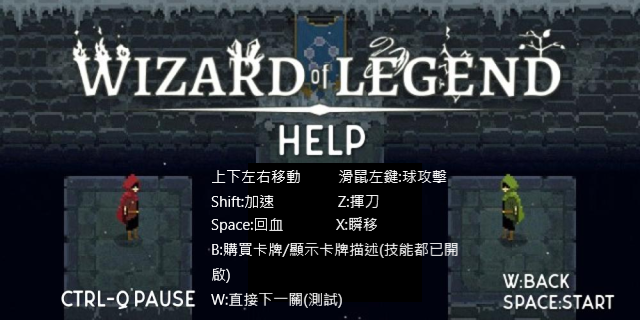 WIZARD of LEGEND
HELP
上下左右移動 滑鼠左鍵:球攻擊
Shift:加速 Z:揮刀
Space:回血 X:瞬移
B:購買卡牌/顯示卡牌描述(技能都已開
啟)
W:直接下一關(測試)
CTRL-Q PAUSE
W:BACK
SPACE:START